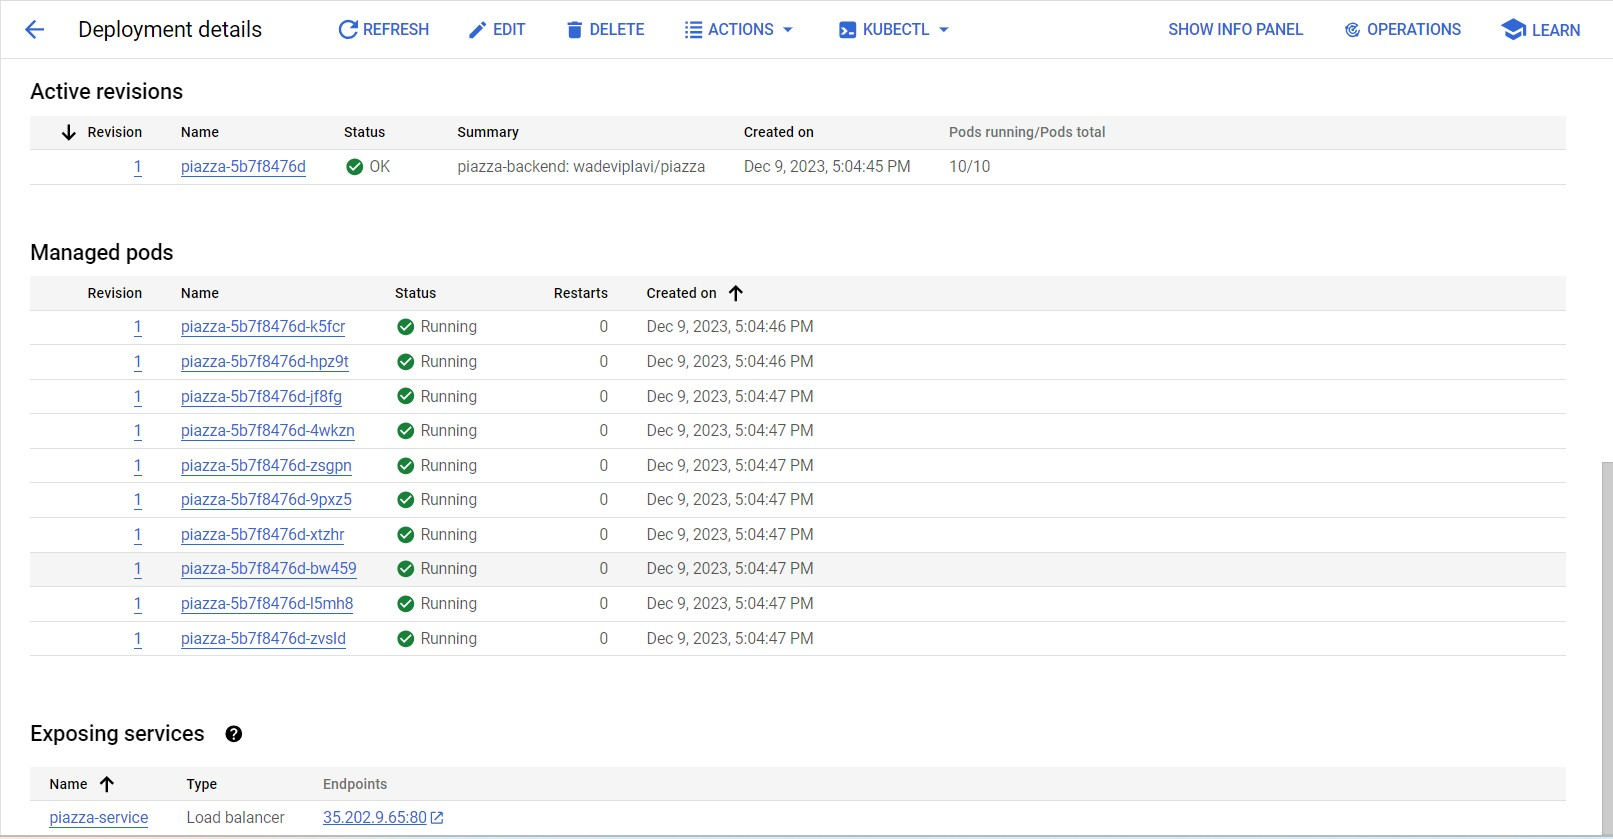 Deployment details REFRESH EDIT DELETE ACTIONS KUBECTL SHOW INFO PANEL OPERATIONS LEARN
Active revisions
Revision Name Status Summary Created on Pods running/Pods total
1 piazza-5b7f8476d OK piazza-backend: wadeviplavi/piazza Dec 9, 2023, 5:04:45 PM 10/10
Managed pods
Revision Name Status Restarts Created on
1 piazza-5b7f8476d-k5fcr Running 0 Dec 9, 2023, 5:04:46 PM
1 piazza-5b7f8476d-hpz9t Running 0 Dec 9, 2023, 5:04:46 PM
1 piazza-5b7f8476d-jf8fg Running 0 Dec 9, 2023, 5:04:47 PM
1 piazza-5b7f8476d-4wkzn Running 0 Dec 9, 2023, 5:04:47 PM
1 piazza-5b7f8476d-zsgpn Running 0 Dec 9, 2023, 5:04:47 PM
1 piazza-5b7f8476d-9pxz5 Running 0 Dec 9, 2023, 5:04:47 PM
1 piazza-5b7f8476d-xtzhr Running 0 Dec 9, 2023, 5:04:47 PM
1 piazza-5b7f8476d-bw459 Running 0 Dec 9, 2023, 5:04:47 PM
1 piazza-5b7f8476d-l5mh8 Running 0 Dec 9, 2023, 5:04:47 PM
1 piazza-5b7f8476d-zvsld Running 0 Dec 9, 2023, 5:04:47 PM
Exposing services ?
Name Type Endpoints
piazza-service Load balancer 35.202.9.65:80